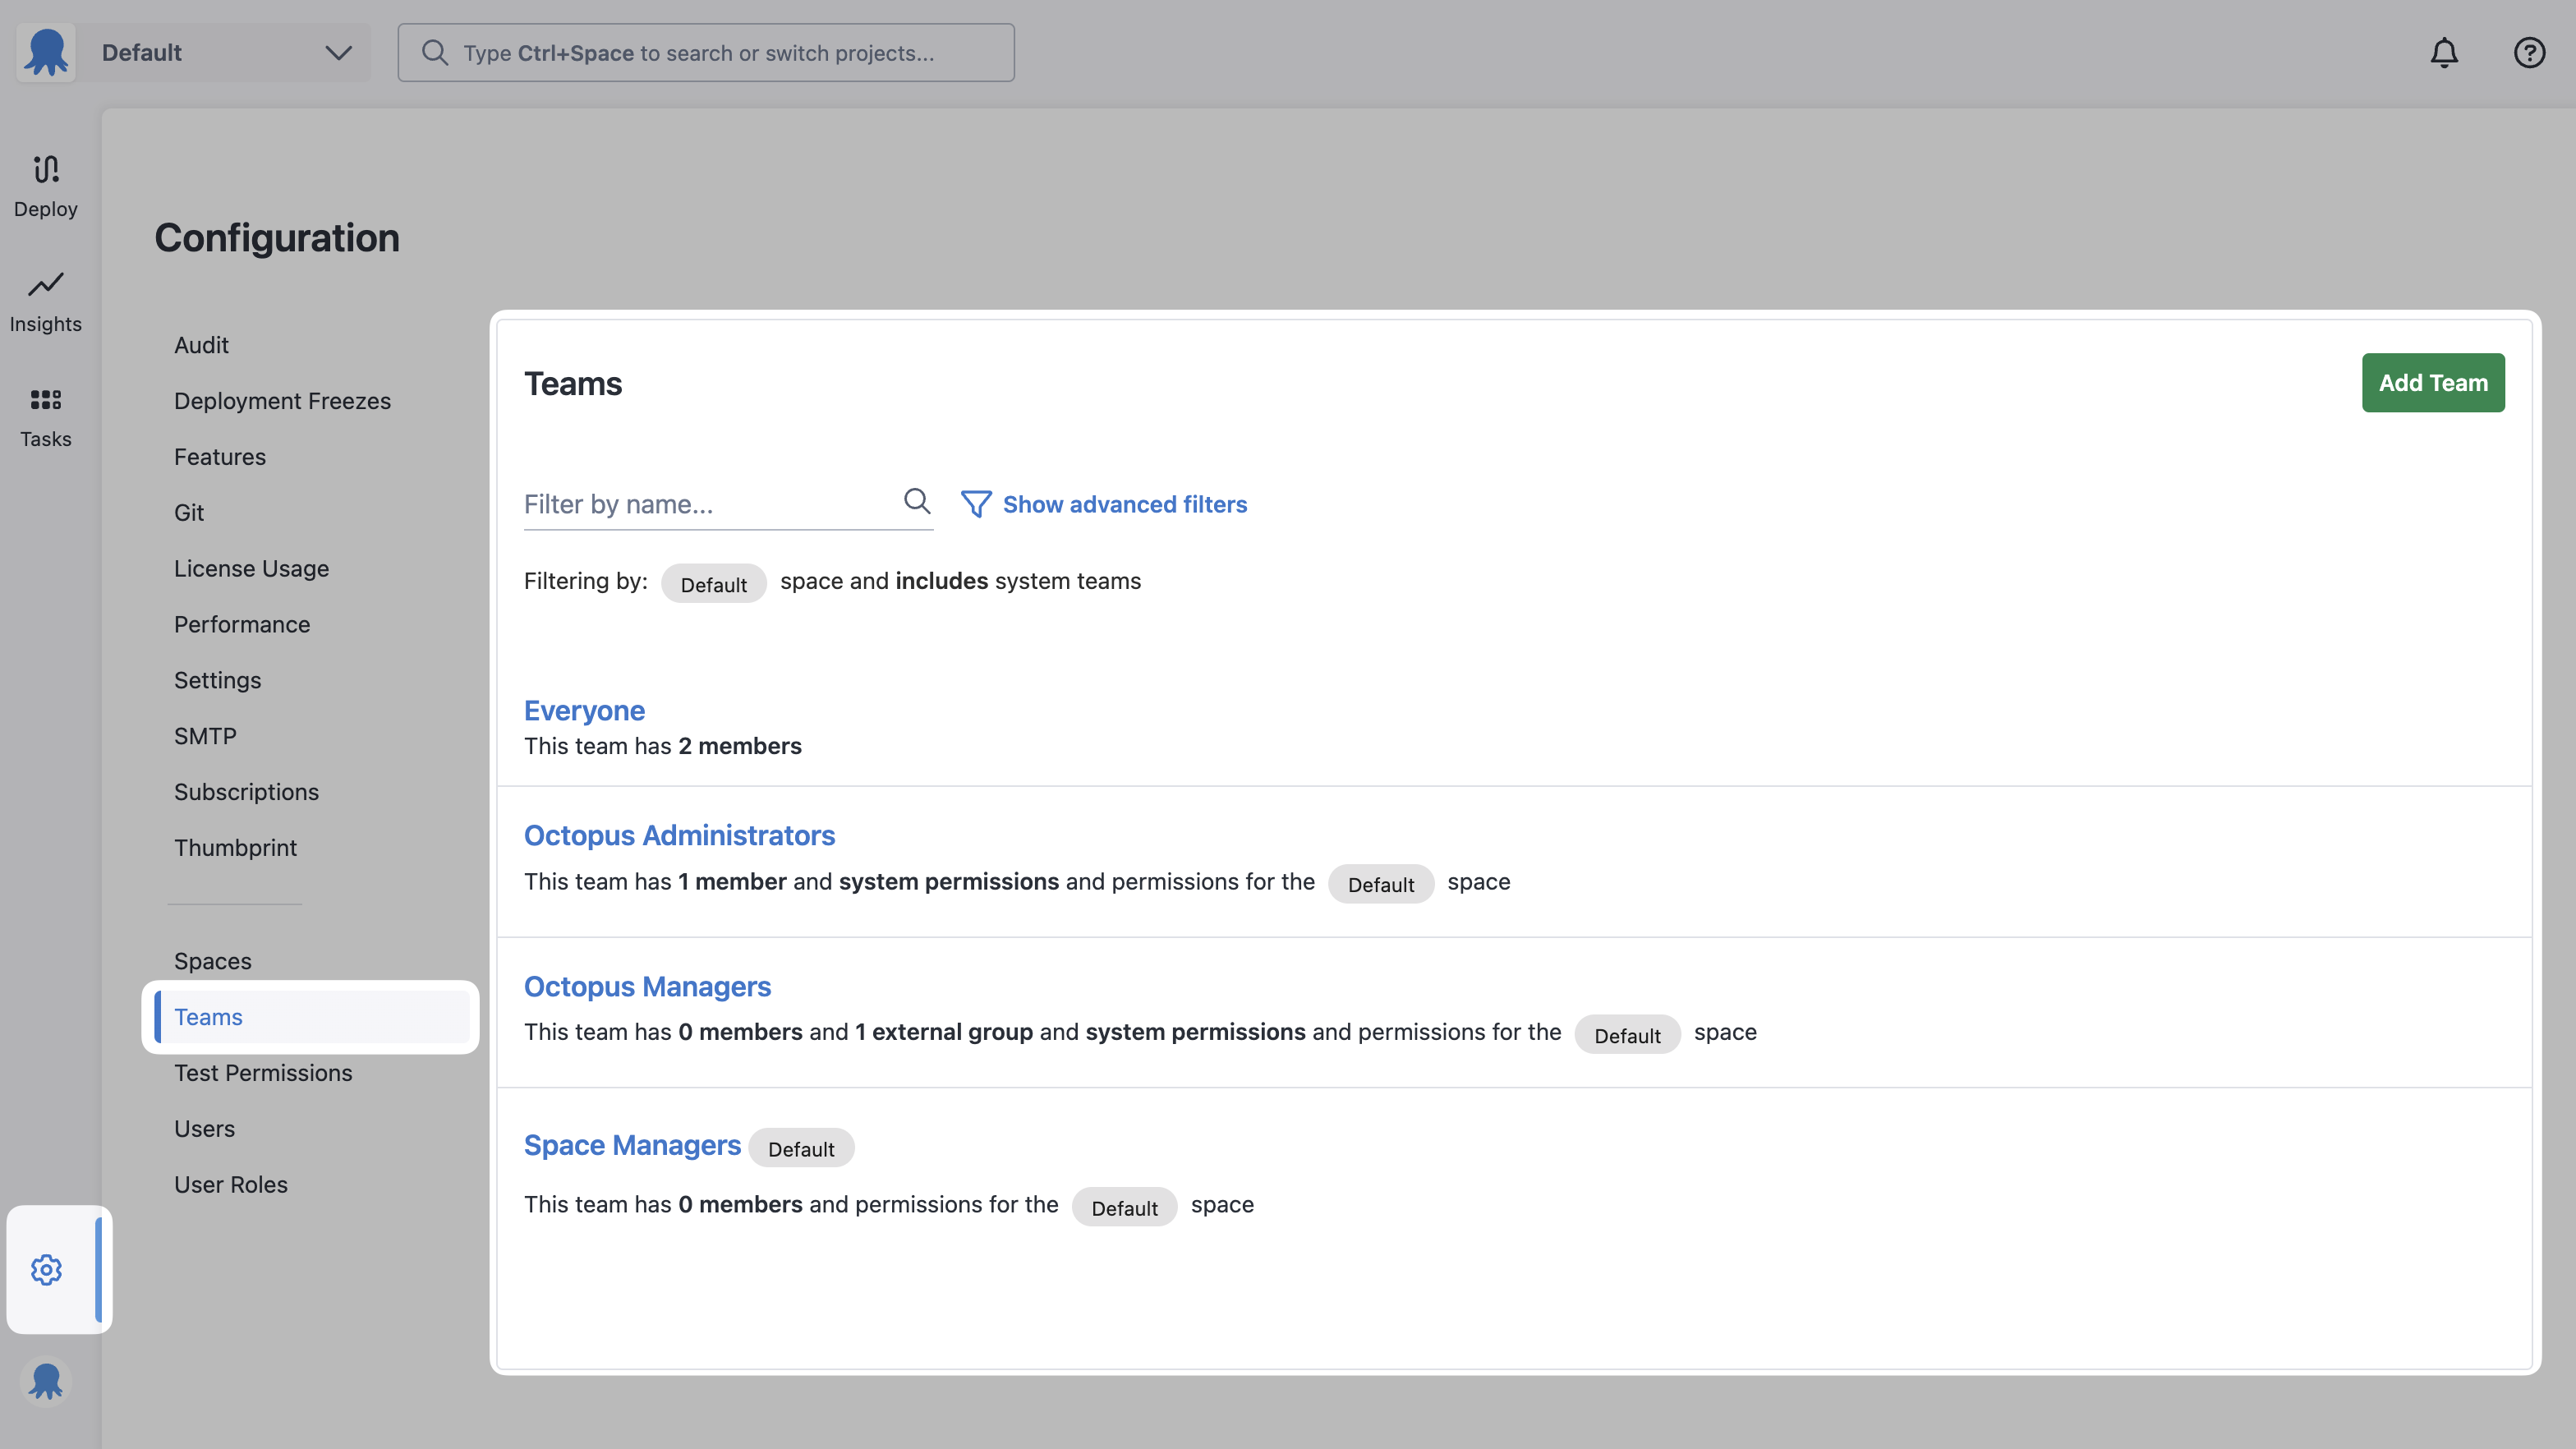 Default
Type Ctrl+Space to search or switch projects...
Deploy
Insights
Tasks
Configuration
Audit
Deployment Freezes
Features
Git
License Usage
Performance
Settings
SMTP
Subscriptions
Thumbprint
Spaces
Teams
Test Permissions
Users
User Roles
Teams
Add Team
Filter by name...
Show advanced filters
Filtering by: Default space and includes system teams
Everyone
This team has 2 members
Octopus Administrators
This team has 1 member and system permissions and permissions for the Default space
Octopus Managers
This team has 0 members and 1 external group and system permissions and permissions for the Default space
Space Managers Default
This team has 0 members and permissions for the Default space